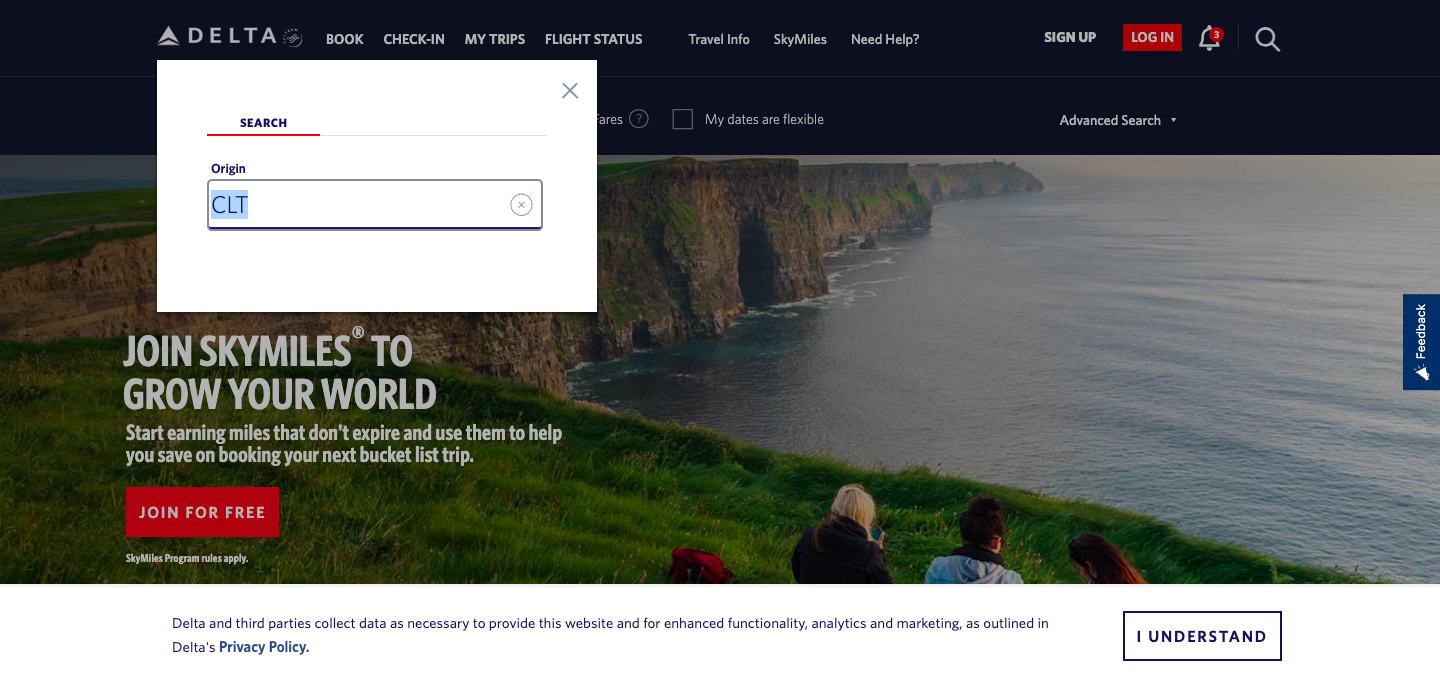 DELTA
BOOK
CHECK-IN
MY TRIPS
FLIGHT STATUS
Travel Info
SkyMiles
Need Help?
SIGN UP
LOG IN
3
SEARCH
Origin
CLT
Fares
?
My dates are flexible
Advanced Search
JOIN SKYMILES® TO
GROW YOUR WORLD
Start earning miles that don't expire and use them to help
you save on booking your next bucket list trip.
JOIN FOR FREE
SkyMiles Program rules apply.
Feedback
Delta and third parties collect data as necessary to provide this website and for enhanced functionality, analytics and marketing, as outlined in
Delta's Privacy Policy.
I UNDERSTAND